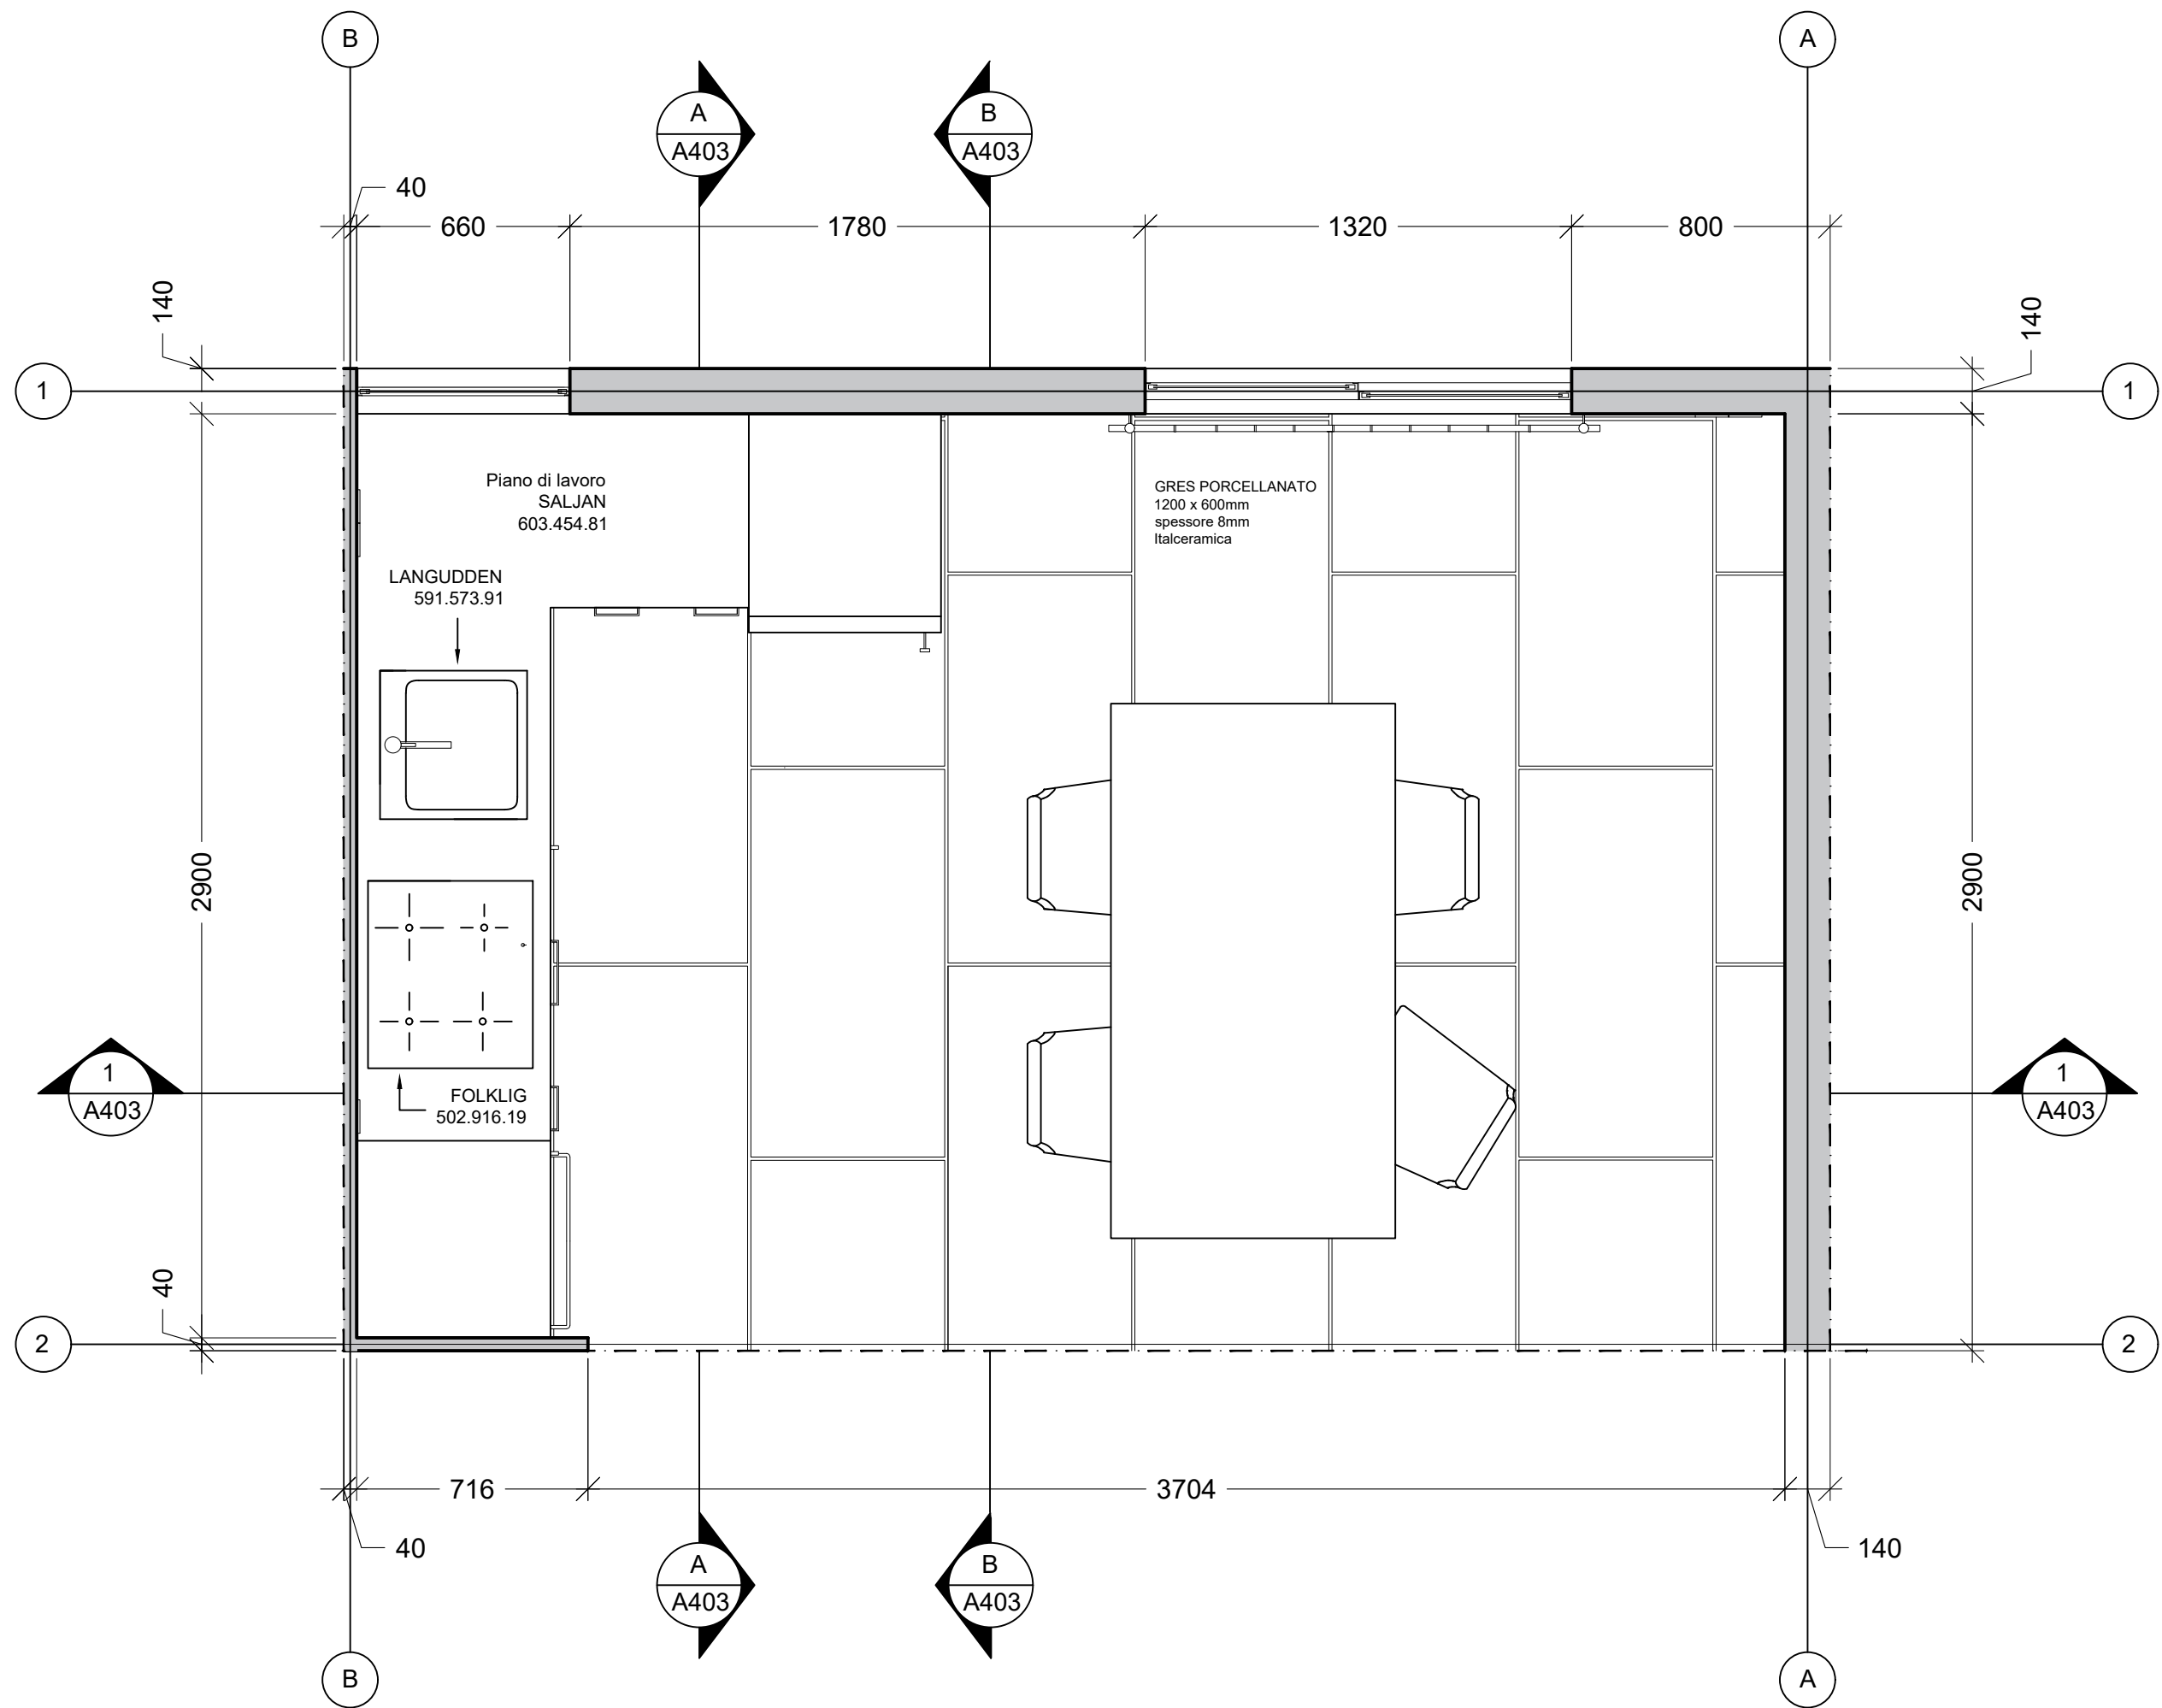 B
A
A
A403
B
A403
40
660
1780
1320
800
140
140
1
1
Piano di lavoro
SALJAN
603.454.81
GRES PORCELLANATO
1200 x 600mm
spessore 8mm
Italceramica
LANGUDDEN
591.573.91
2900
2900
1
A403
1
A403
FOLKLIG
502.916.19
40
2
2
716
3704
40
140
A
A403
B
A403
B
A